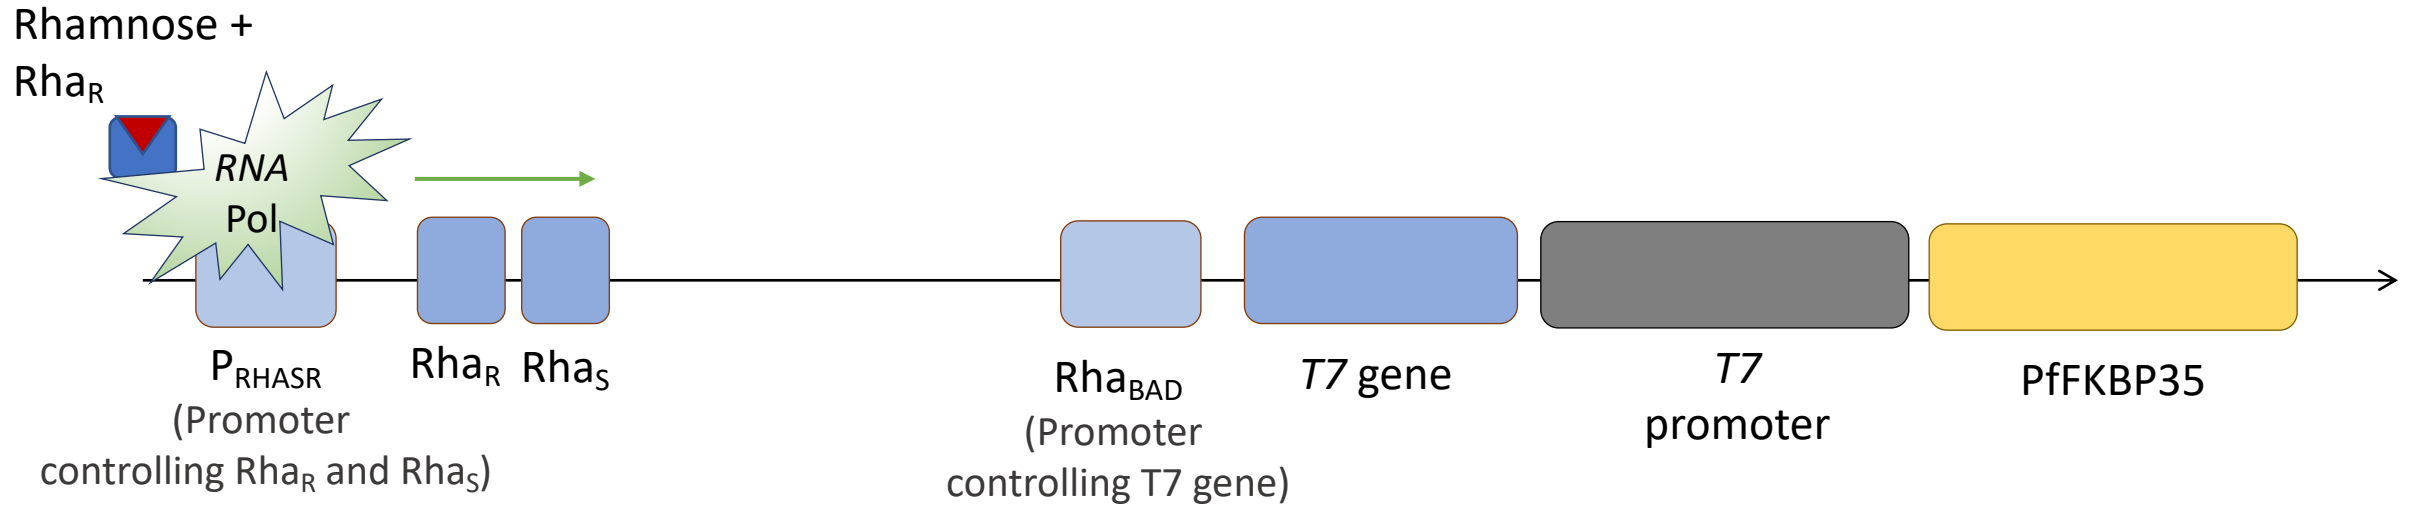 Rhamnose +
RhaR
RNA
Pol
PRHASR
(Promoter
controlling RhaR and RhaS)
RhaR
RhaS
RhaBAD
(Promoter
controlling T7 gene)
T7 gene
T7
promoter
PfFKBP35